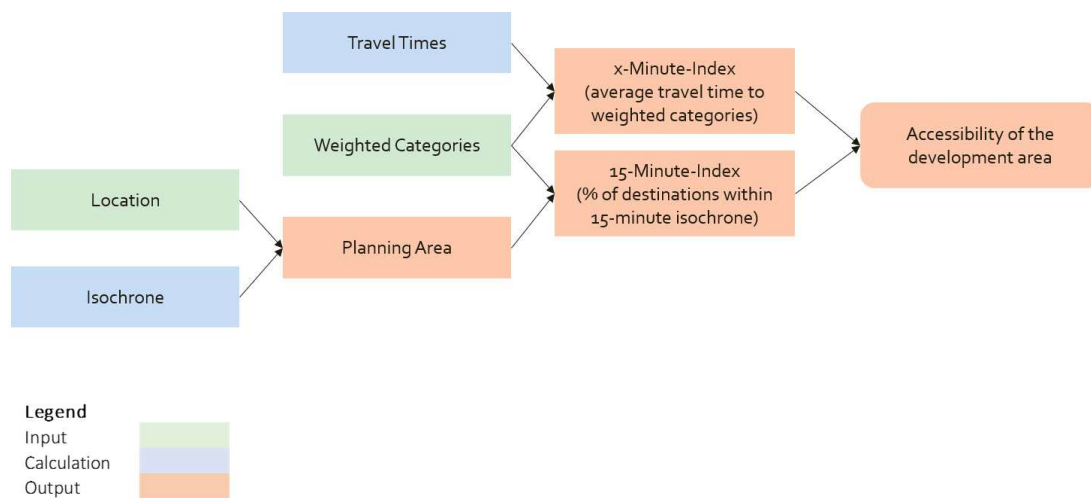 Travel Times
x-Minute-Index
(average travel time to
weighted categories)
Accessibility of the
development area
Weighted Categories
15-Minute-Index
(% of destinations within
15-minute isochrone)
Location
Planning Area
Isochrone
Legend
Input
Calculation
Output